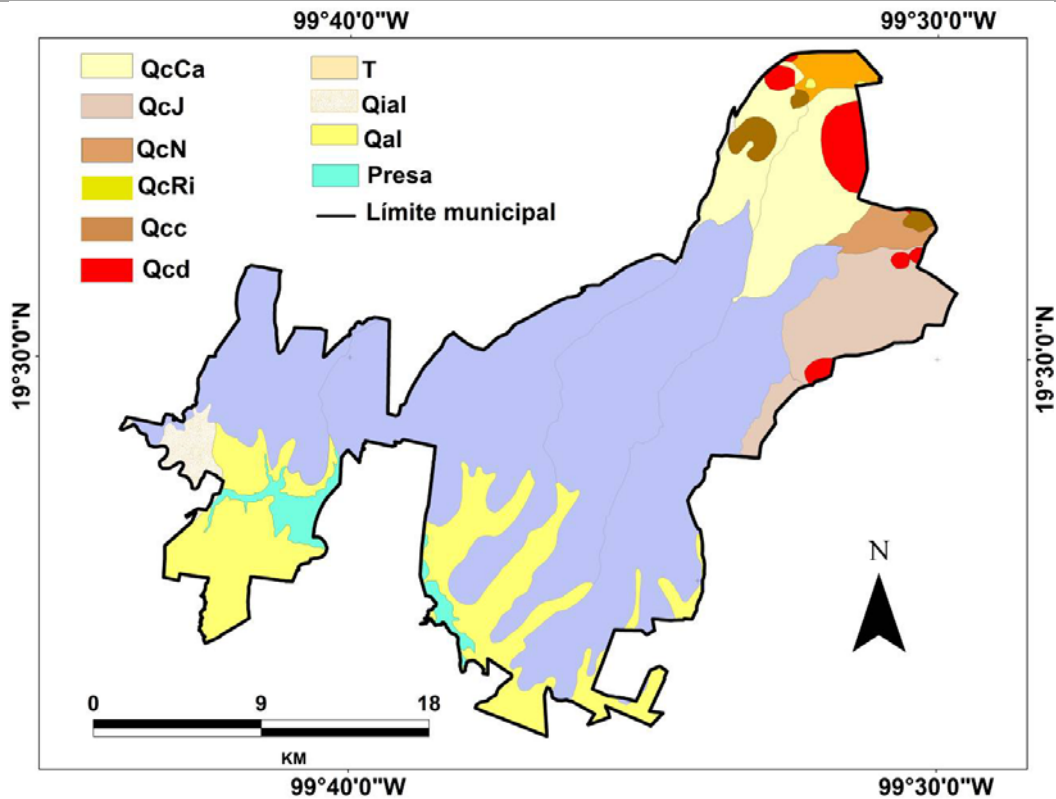 99°40'0"W
99°30'0"W
QcCa
QcJ
QcN
QcRi
Qcc
Qcd
T
Qial
Qal
Presa
Límite municipal
19°30'0"N
19°30'0"N
N
0 9 18
KM
99°40'0"W
99°30'0"W